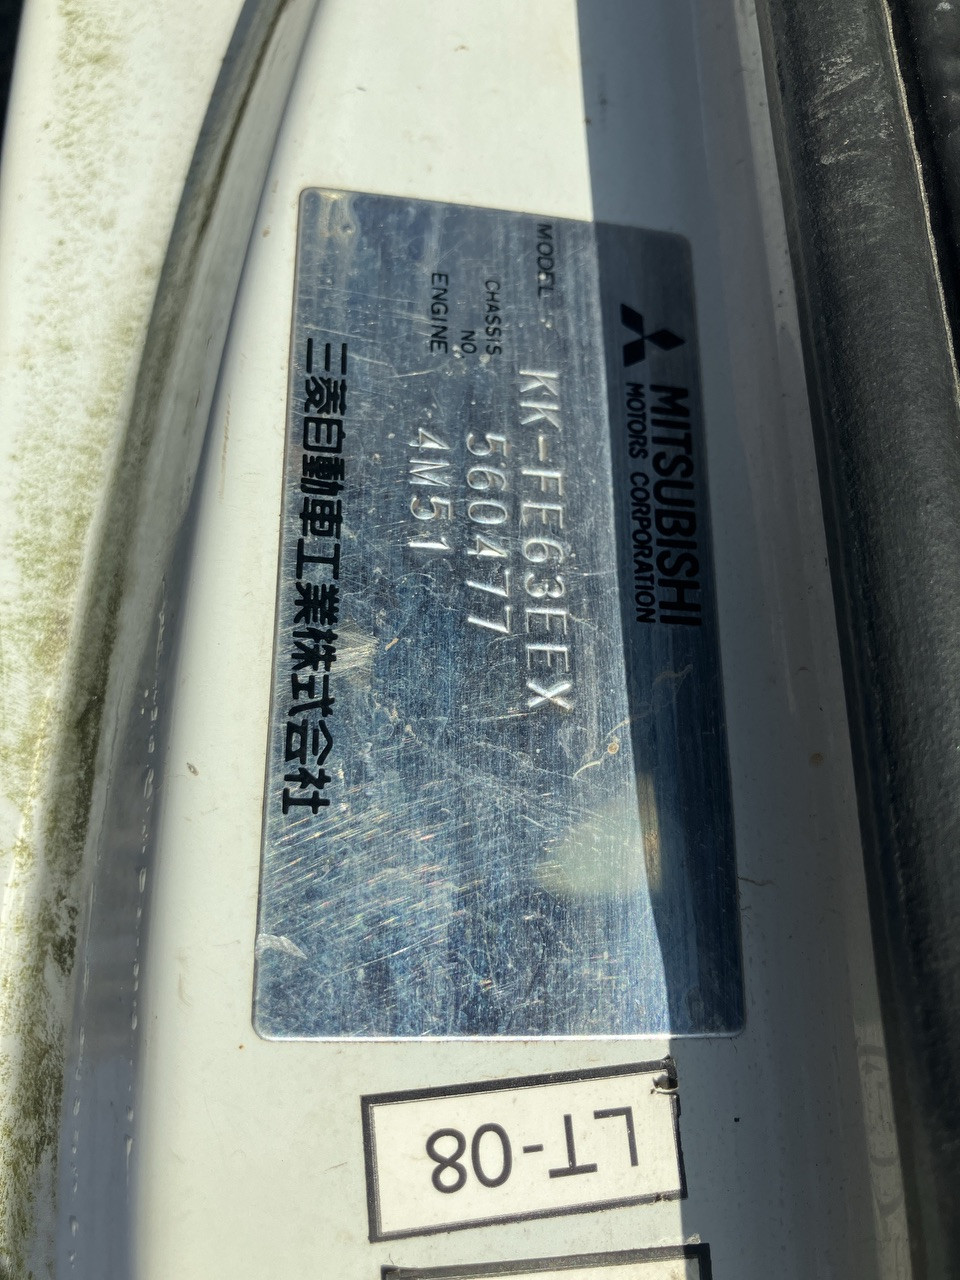 MITSUBISHI
MOTORS CORPORATION
MODEL KK-FE63EEX
CHASSIS NO. 560477
ENGINE 4M51
三菱自動車工業株式会社
LT-08